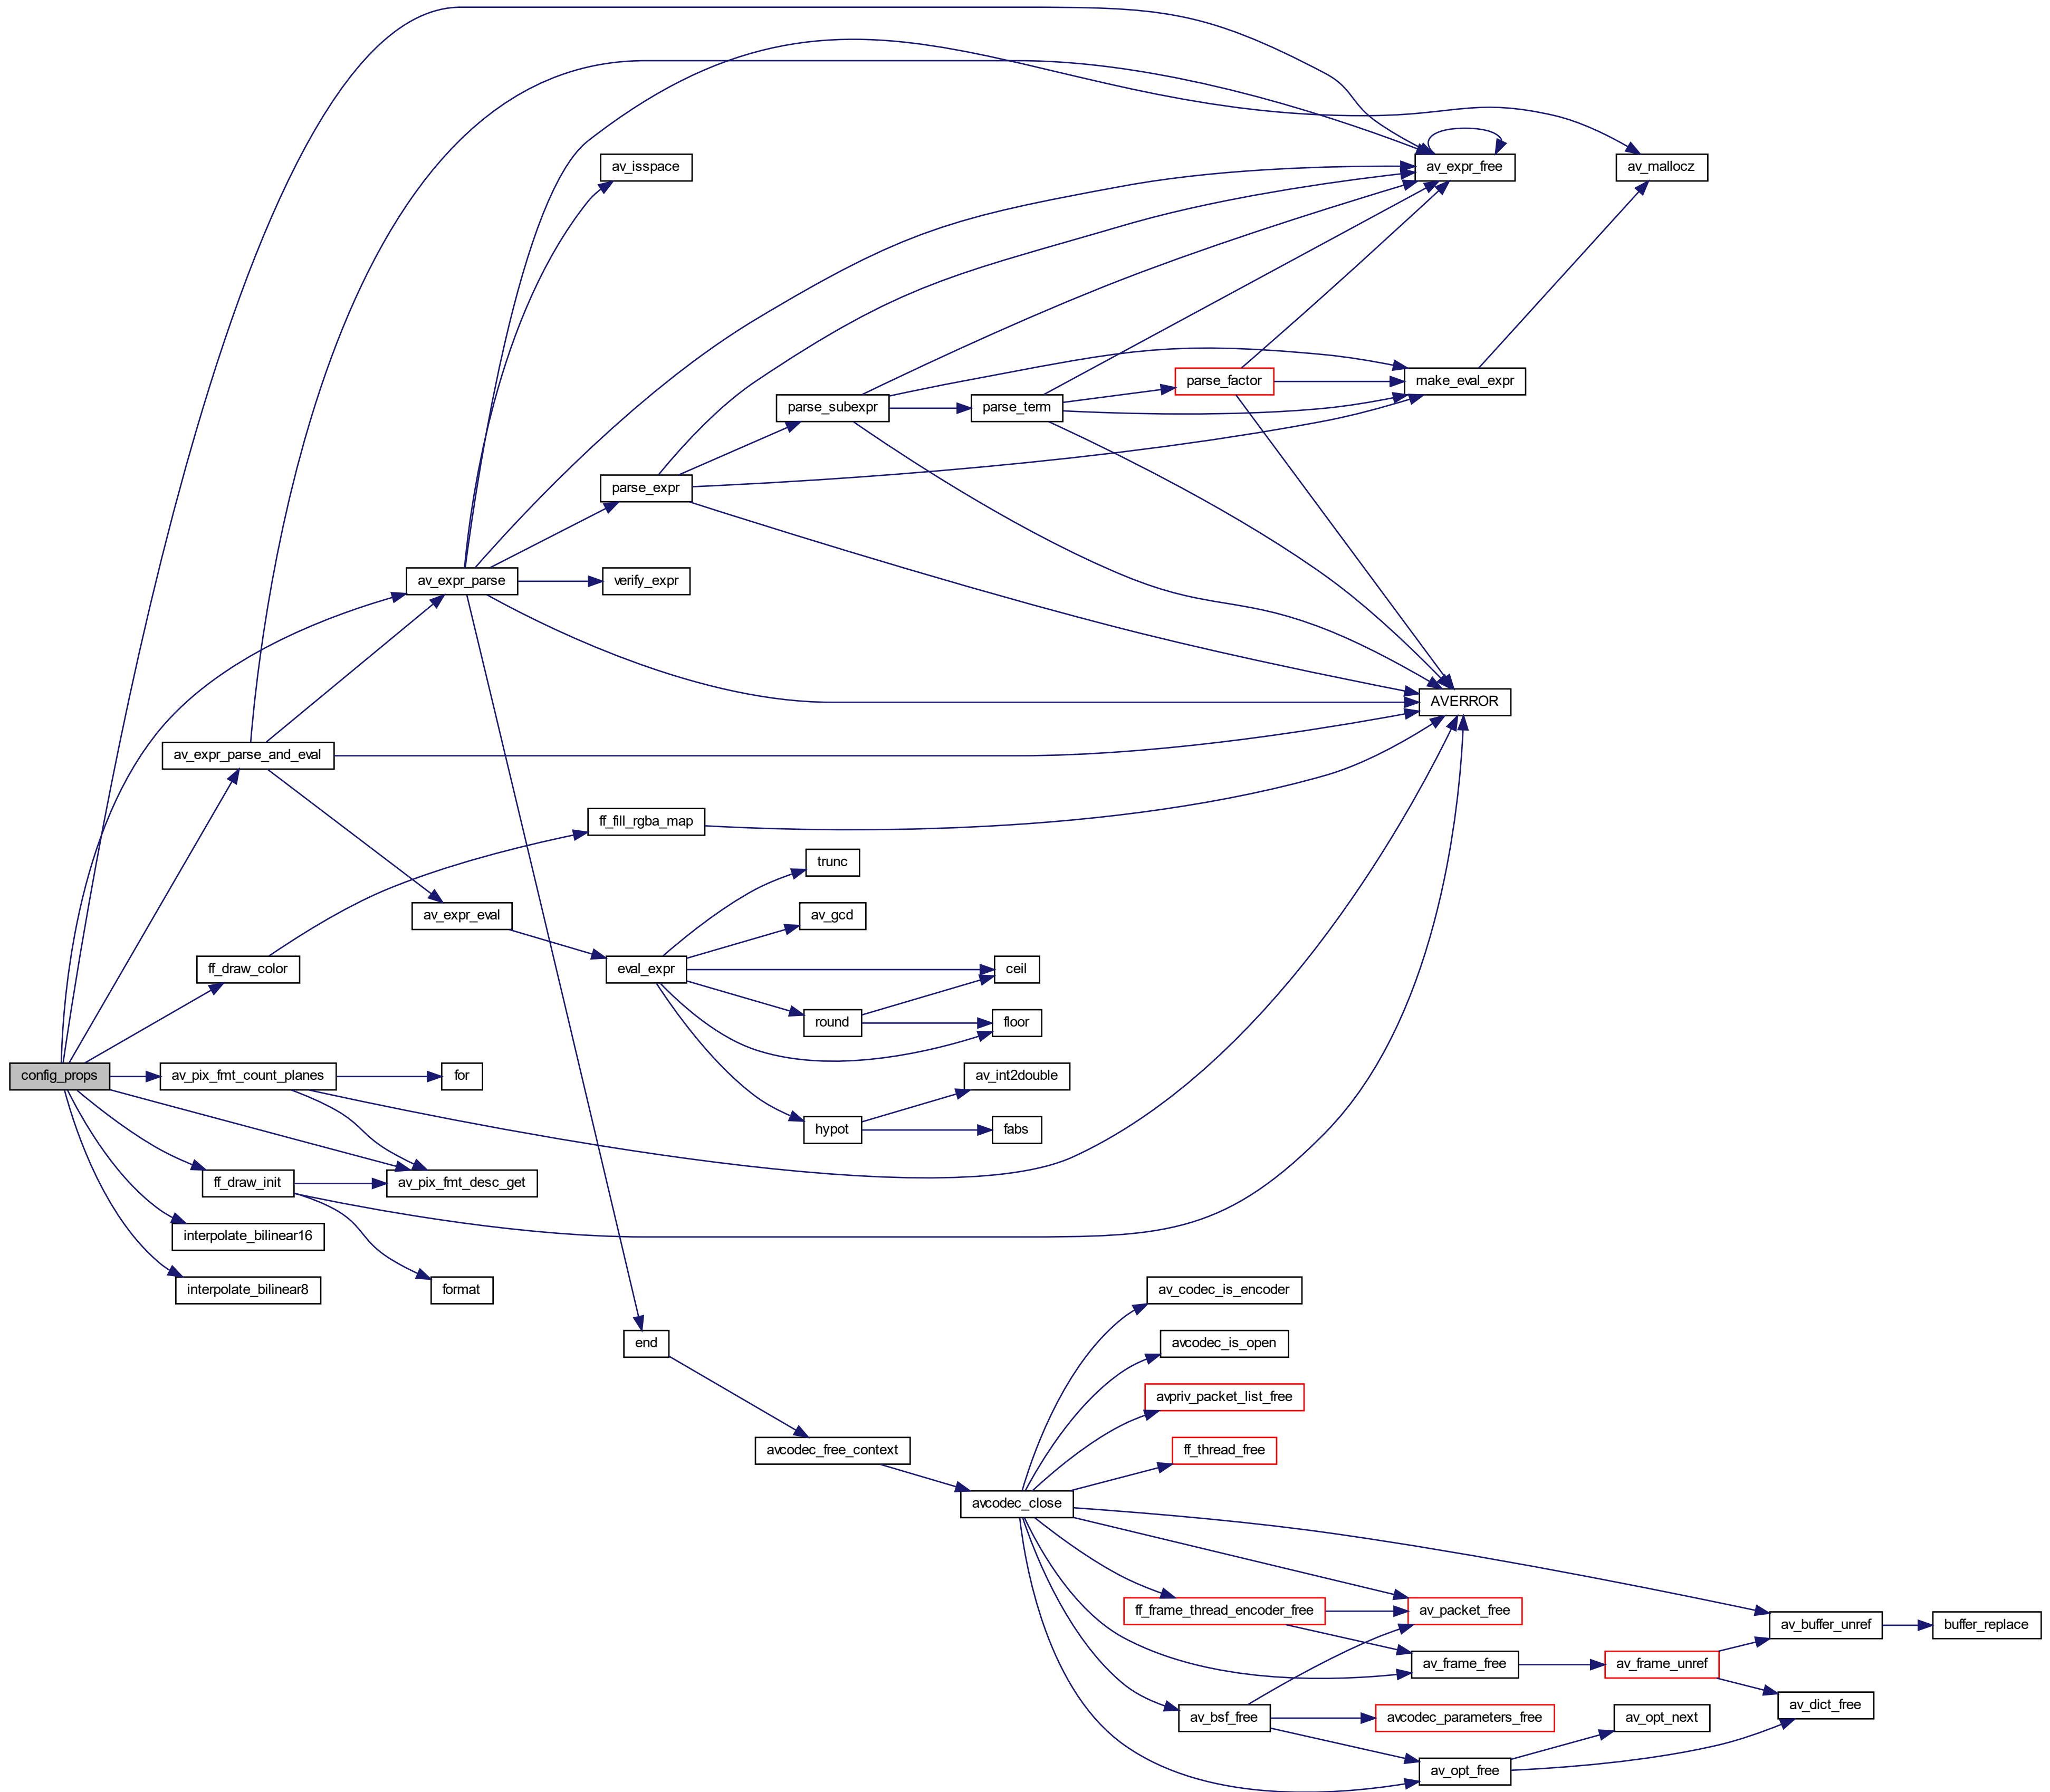 av_isspace
av_expr_free
av_mallocz
parse_factor
make_eval_expr
parse_subexpr
parse_term
parse_expr
av_expr_parse
verify_expr
AVERROR
av_expr_parse_and_eval
ff_fill_rgba_map
trunc
av_expr_eval
av_gcd
ff_draw_color
eval_expr
ceil
round
floor
config_props
av_pix_fmt_count_planes
for
av_int2double
hypot
fabs
ff_draw_init
av_pix_fmt_desc_get
interpolate_bilinear16
interpolate_bilinear8
format
av_codec_is_encoder
end
avcodec_is_open
avpriv_packet_list_free
avcodec_free_context
ff_thread_free
avcodec_close
ff_frame_thread_encoder_free
av_packet_free
av_buffer_unref
buffer_replace
av_frame_free
av_frame_unref
av_dict_free
av_bsf_free
avcodec_parameters_free
av_opt_next
av_opt_free